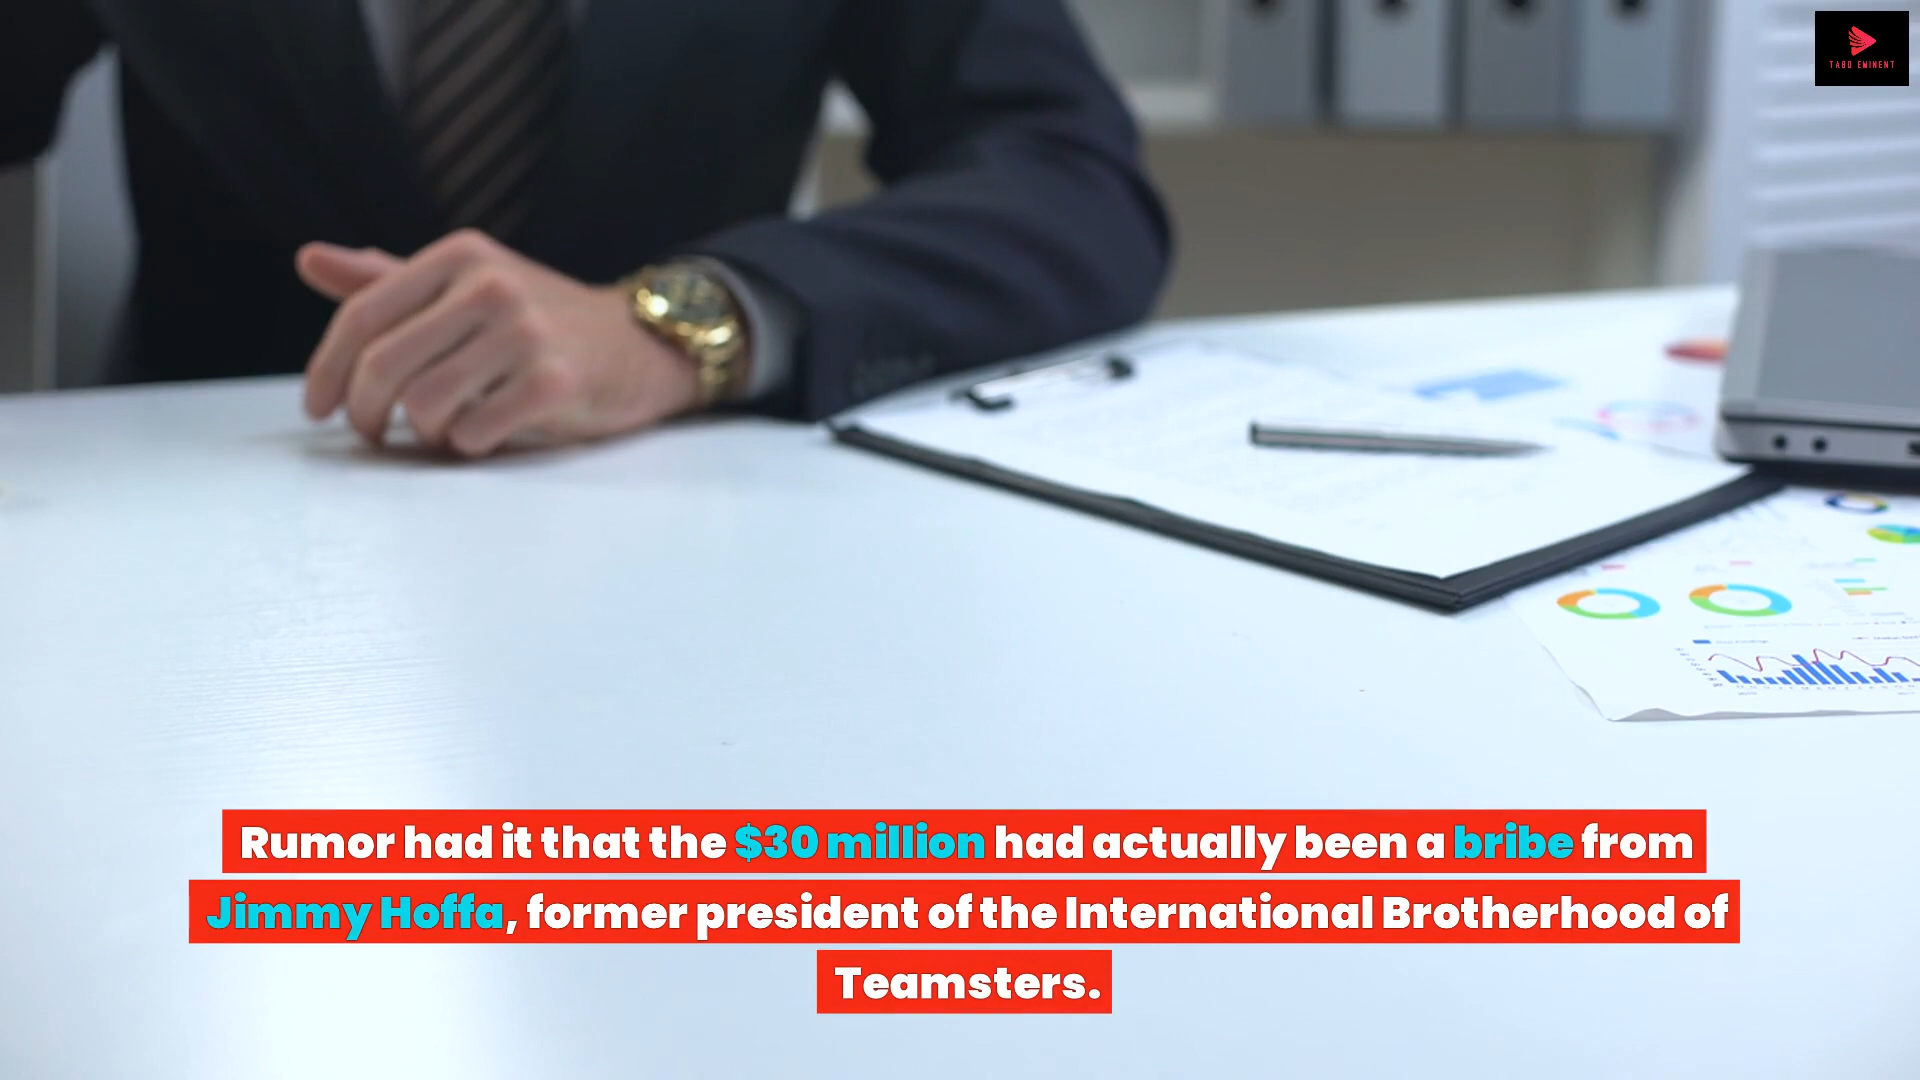 TABO EMINENT
Rumor had it that the $30 million had actually been a bribe from
Jimmy Hoffa, former president of the International Brotherhood of
Teamsters.